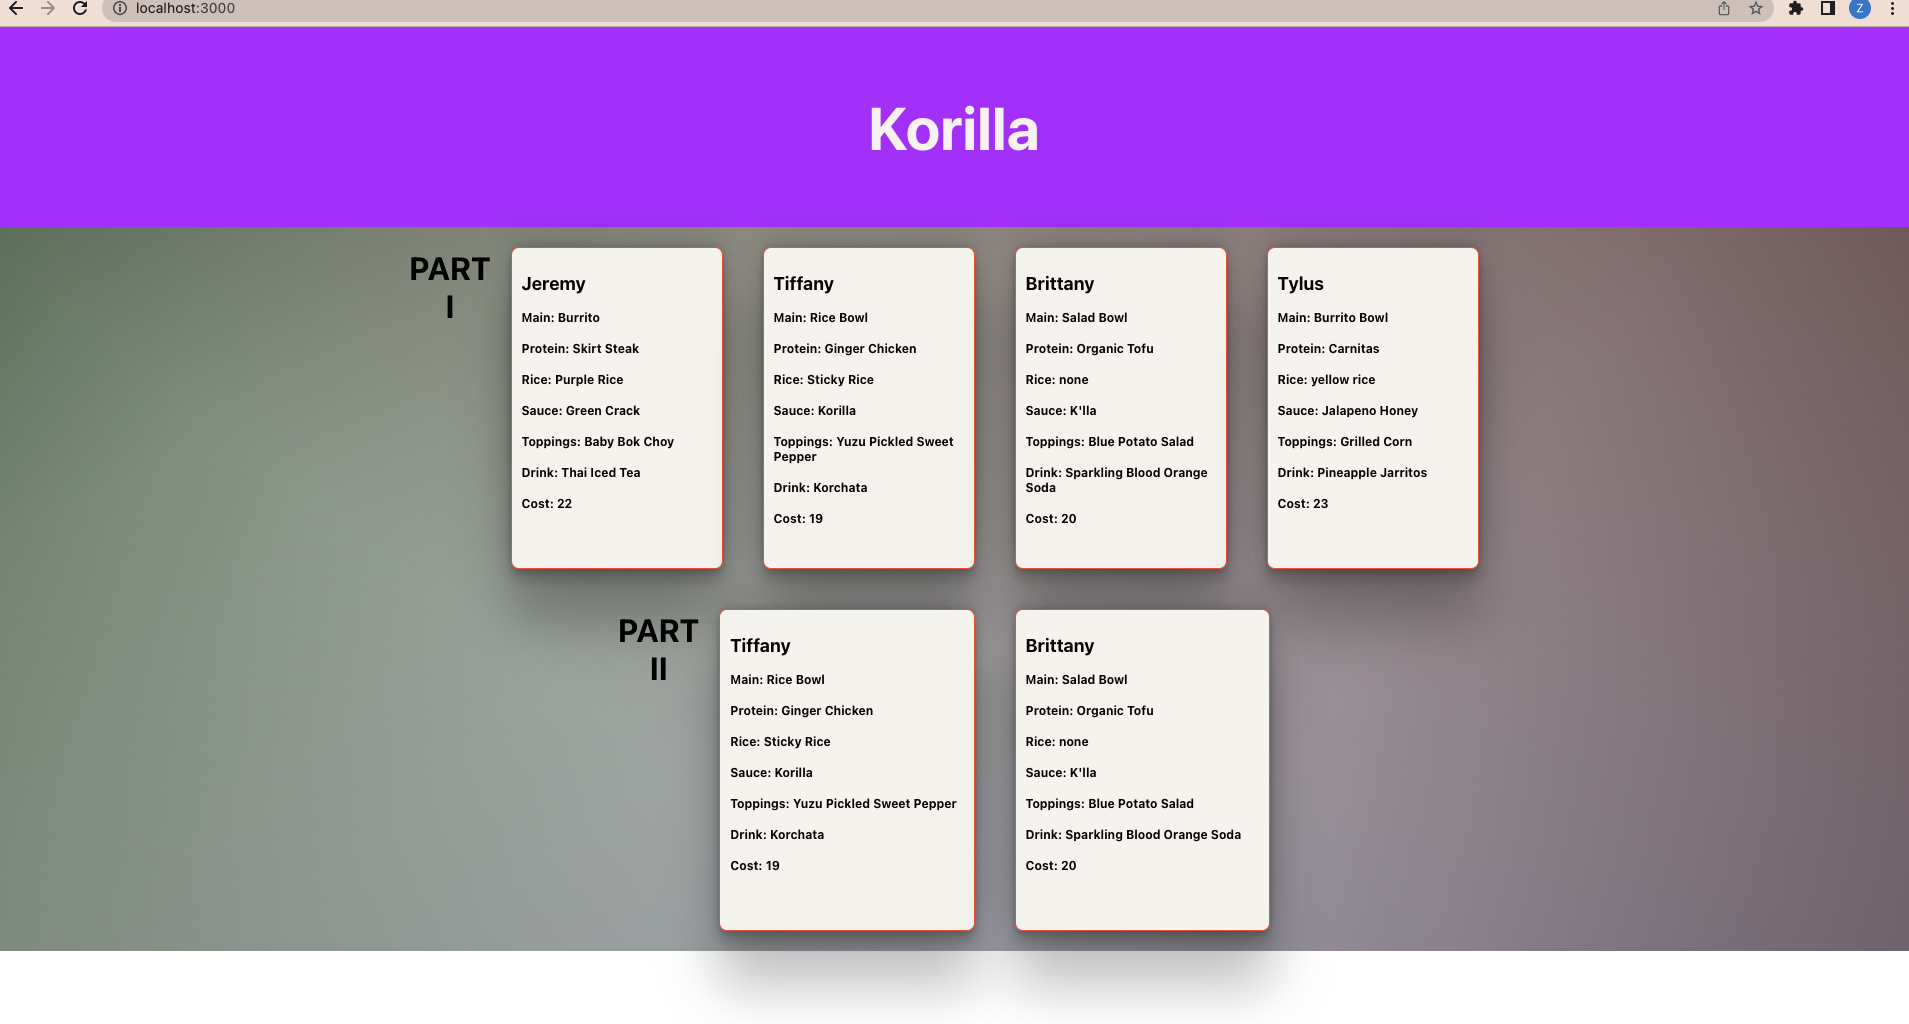 localhost:3000
Z
Korilla
PART
I
Jeremy
Main: Burrito
Protein: Skirt Steak
Rice: Purple Rice
Sauce: Green Crack
Toppings: Baby Bok Choy
Drink: Thai Iced Tea
Cost: 22
Tiffany
Main: Rice Bowl
Protein: Ginger Chicken
Rice: Sticky Rice
Sauce: Korilla
Toppings: Yuzu Pickled Sweet
Pepper
Drink: Korchata
Cost: 19
Brittany
Main: Salad Bowl
Protein: Organic Tofu
Rice: none
Sauce: K'lla
Toppings: Blue Potato Salad
Drink: Sparkling Blood Orange
Soda
Cost: 20
Tylus
Main: Burrito Bowl
Protein: Carnitas
Rice: yellow rice
Sauce: Jalapeno Honey
Toppings: Grilled Corn
Drink: Pineapple Jarritos
Cost: 23
PART
II
Tiffany
Main: Rice Bowl
Protein: Ginger Chicken
Rice: Sticky Rice
Sauce: Korilla
Toppings: Yuzu Pickled Sweet Pepper
Drink: Korchata
Cost: 19
Brittany
Main: Salad Bowl
Protein: Organic Tofu
Rice: none
Sauce: K'lla
Toppings: Blue Potato Salad
Drink: Sparkling Blood Orange Soda
Cost: 20